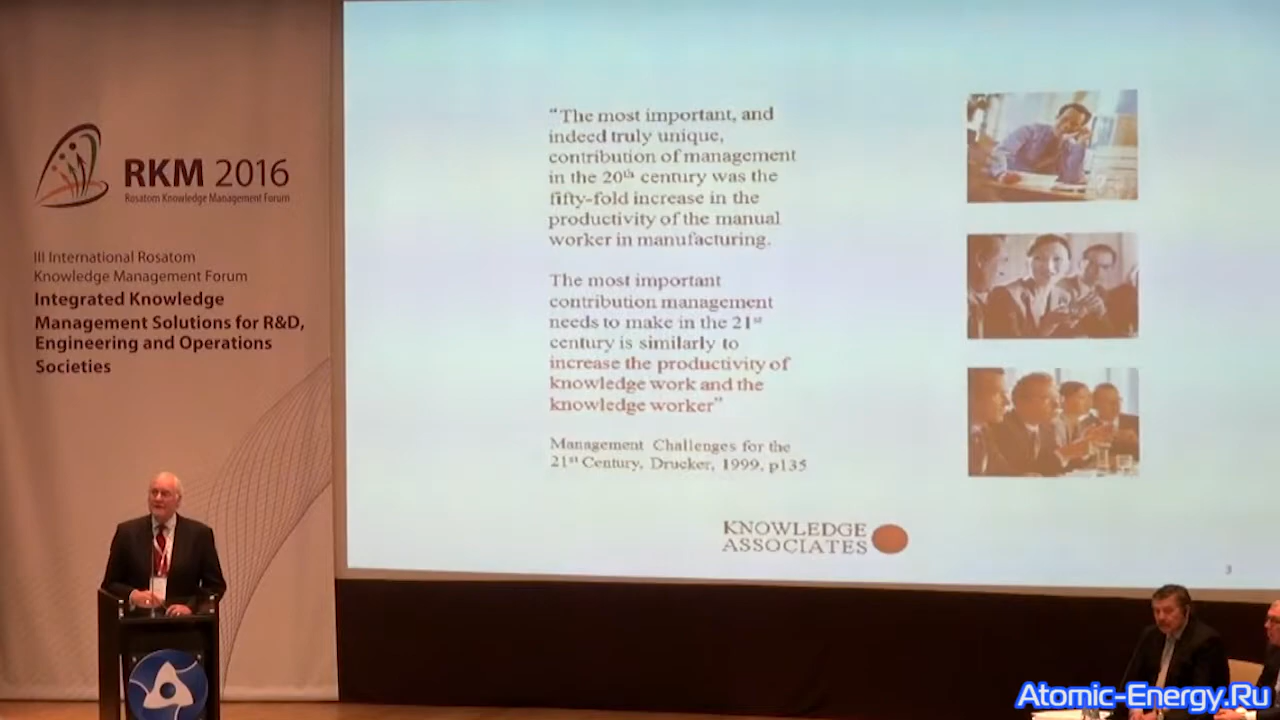 RKM 2016
Rosatom Knowledge Management Forum
III International Rosatom
Knowledge Management Forum
Integrated Knowledge
Management Solutions for R&D,
Engineering and Operations
Societies
“The most important, and
indeed truly unique,
contribution of management
in the 20th century was the
fifty-fold increase in the
productivity of the manual
worker in manufacturing.
The most important
contribution management
needs to make in the 21st
century is similarly to
increase the productivity of
knowledge work and the
knowledge worker”
Management Challenges for the
21st Century, Drucker, 1999, p135
KNOWLEDGE
ASSOCIATES
3
Atomic-Energy.Ru